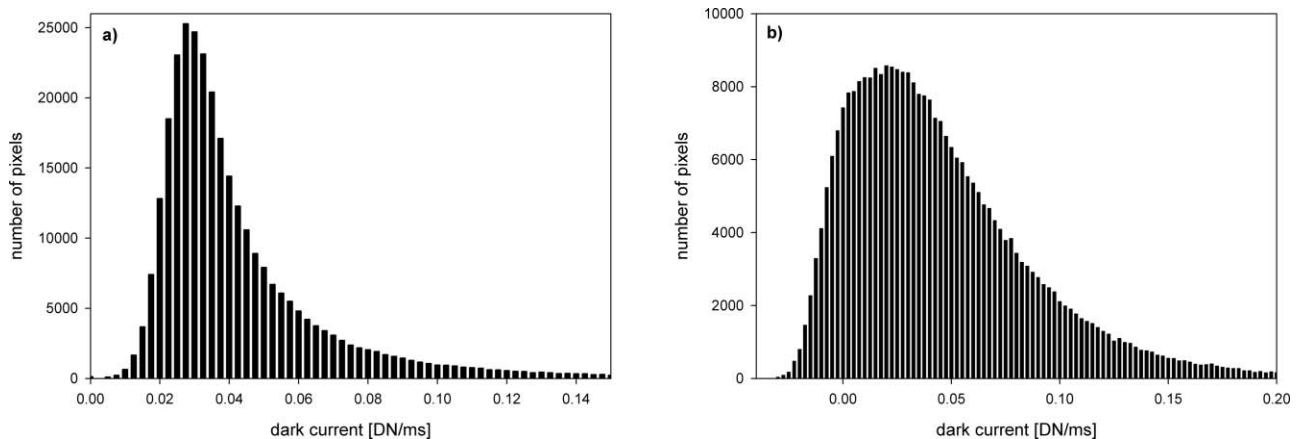 a)
number of pixels
25000
20000
15000
10000
5000
0
0.00 0.02 0.04 0.06 0.08 0.10 0.12 0.14
dark current [DN/ms]
b)
number of pixels
10000
8000
6000
4000
2000
0
0.00 0.05 0.10 0.15 0.20
dark current [DN/ms]